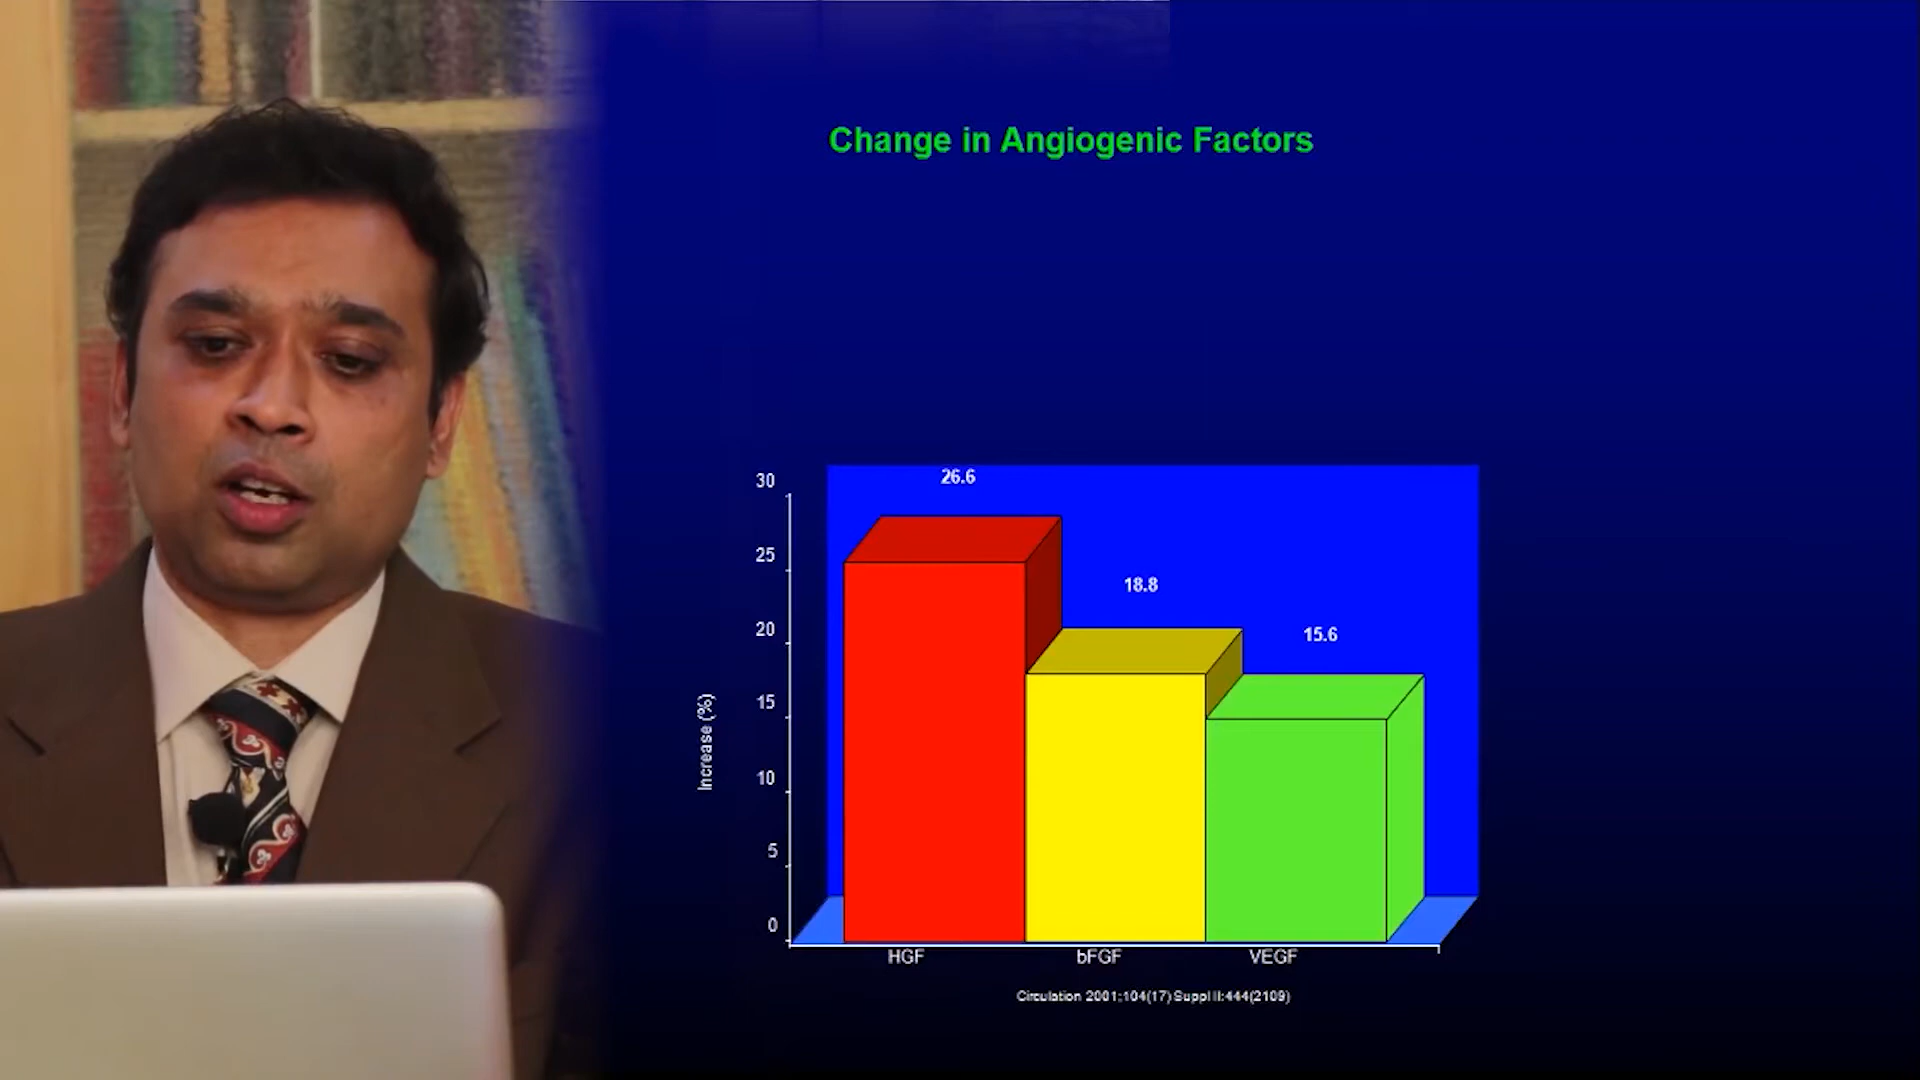 Change in Angiogenic Factors
30
25
20
15
10
5
0
Increase (%)
26.6
18.8
15.6
HGF
bFGF
VEGF
Circulation 2001;104(17)Suppl II:444(2109)